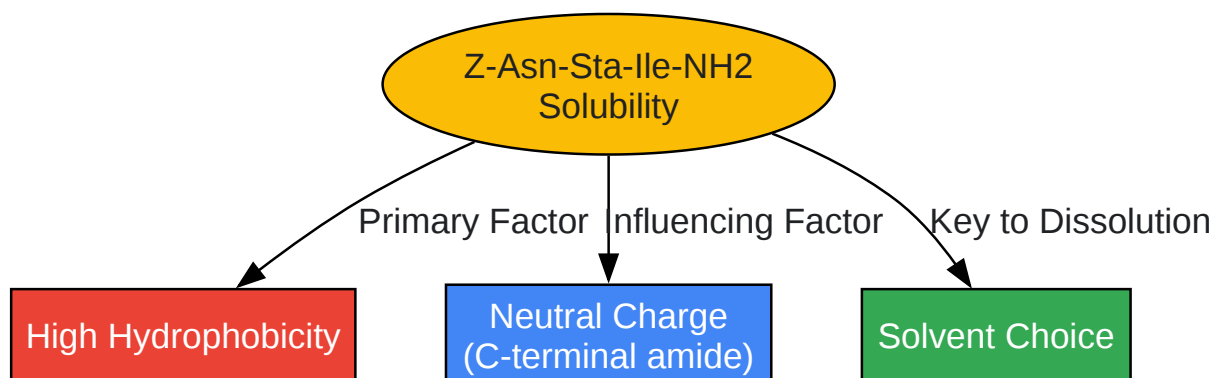 Z-Asn-Sta-Ile-NH2
Solubility
Primary Factor
Influencing Factor
Key to Dissolution
High Hydrophobicity
Neutral Charge
(C-terminal amide)
Solvent Choice